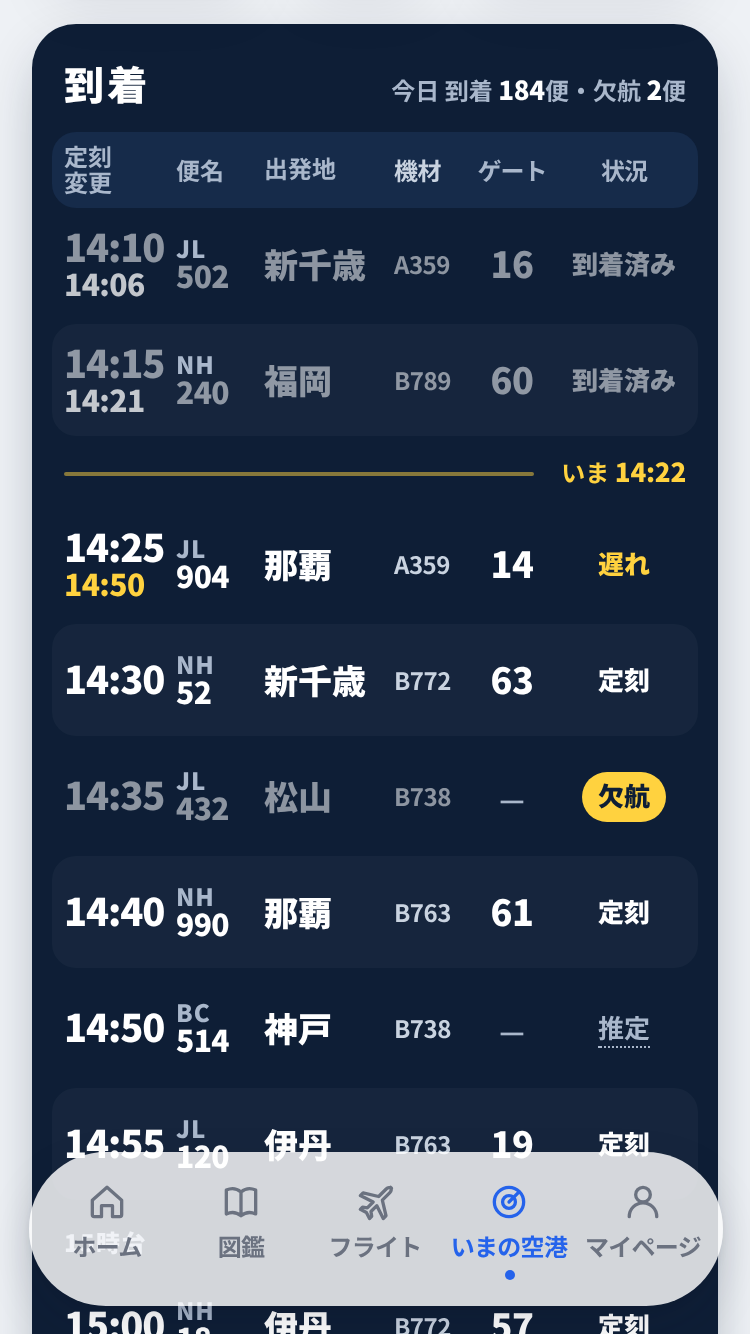 到着
今日 到着 184便・欠航 2便
定刻 変更 便名 出発地 機材 ゲート 状況
14:10 14:06 JL 502 新千歳 A359 16 到着済み
14:15 14:21 NH 240 福岡 B789 60 到着済み
いま 14:22
14:25 14:50 JL 904 那覇 A359 14 遅れ
14:30 NH 52 新千歳 B772 63 定刻
14:35 JL 432 松山 B738 — 欠航
14:40 NH 990 那覇 B763 61 定刻
14:50 BC 514 神戸 B738 — 推定
14:55 JL 120 伊丹 B763 19 定刻
ホーム 図鑑 フライト いまの空港 マイページ
15:00 NH 伊丹 B772 57 定刻